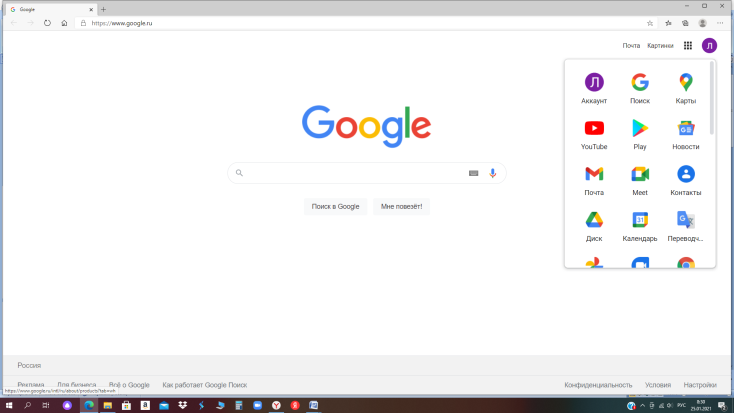 Google
https://www.google.ru
Почта Картинки Л
Л
Аккаунт Поиск Карты
YouTube Play Новости
Почта Meet Контакты
31
Диск Календарь Переводч...
Google
Поиск в Google Мне повезёт!
Россия
Реклама Для бизнеса Всё о Google Как работает Google Поиск
Конфиденциальность Условия Настройки
https://www.google.ru/intl/ru/about/products?tab=wh
РУС
8:30
25.01.2021